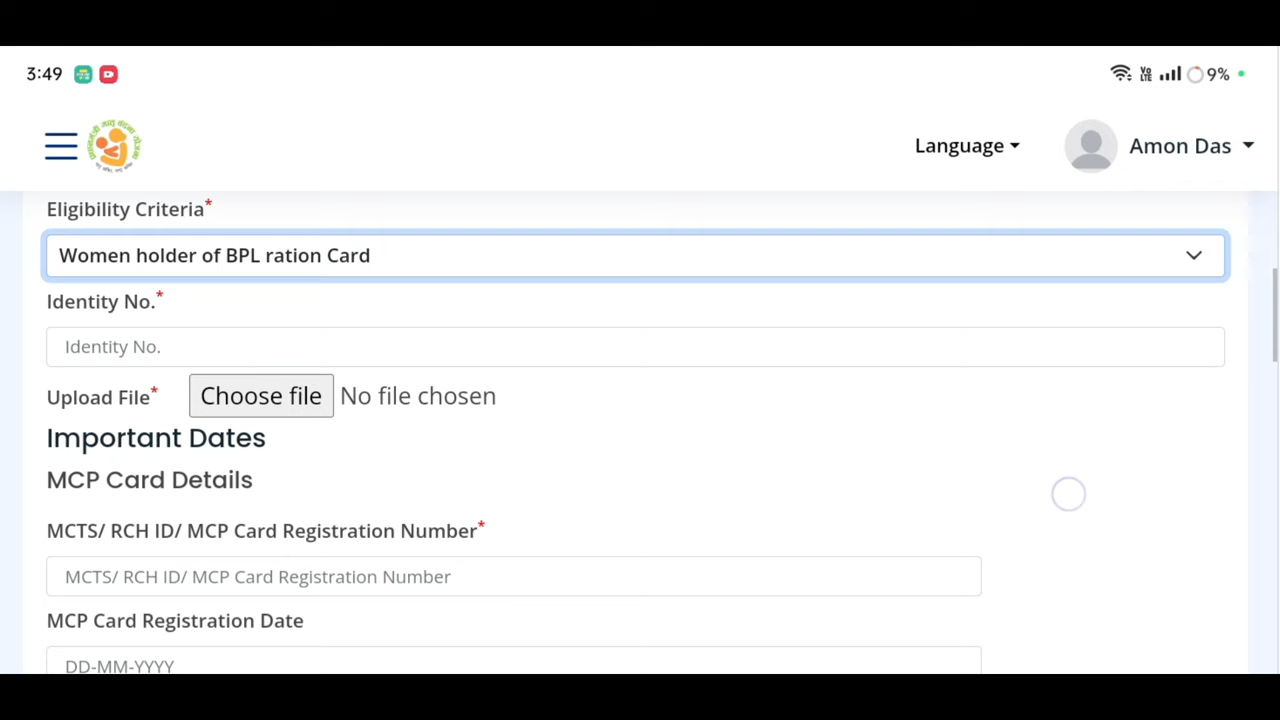 3:49
9%
Language
Amon Das
Eligibility Criteria*
Women holder of BPL ration Card
Identity No.*
Identity No.
Upload File* Choose file No file chosen
Important Dates
MCP Card Details
MCTS/ RCH ID/ MCP Card Registration Number*
MCTS/ RCH ID/ MCP Card Registration Number
MCP Card Registration Date
DD-MM-YYYY